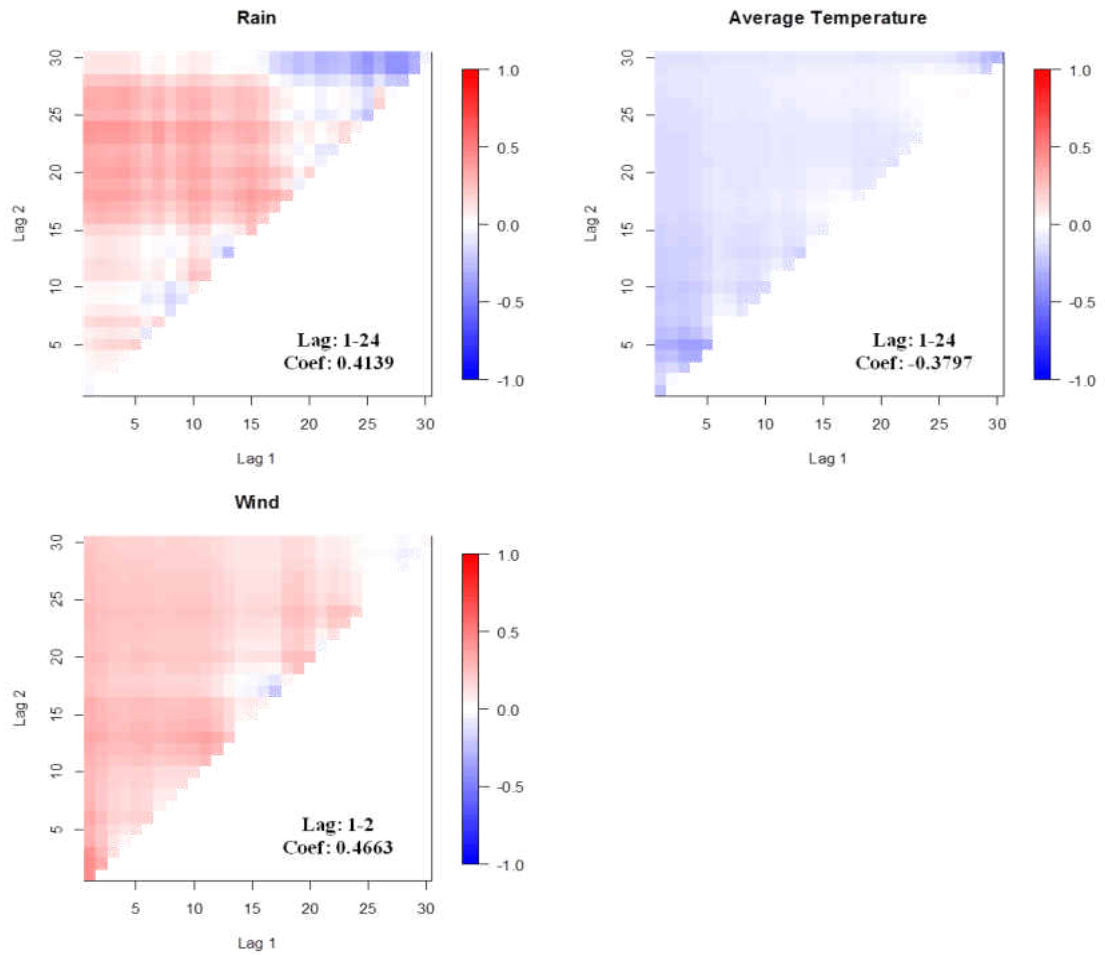 Rain
30
25
20
15
10
5
Lag 2
5 10 15 20 25 30
Lag 1
1.0
0.5
0.0
-0.5
-1.0
Lag: 1-24
Coef: 0.4139
Average Temperature
30
25
20
15
10
5
Lag 2
5 10 15 20 25 30
Lag 1
1.0
0.5
0.0
-0.5
-1.0
Lag: 1-24
Coef: -0.3797
Wind
30
25
20
15
10
5
Lag 2
5 10 15 20 25 30
Lag 1
1.0
0.5
0.0
-0.5
-1.0
Lag: 1-2
Coef: 0.4663